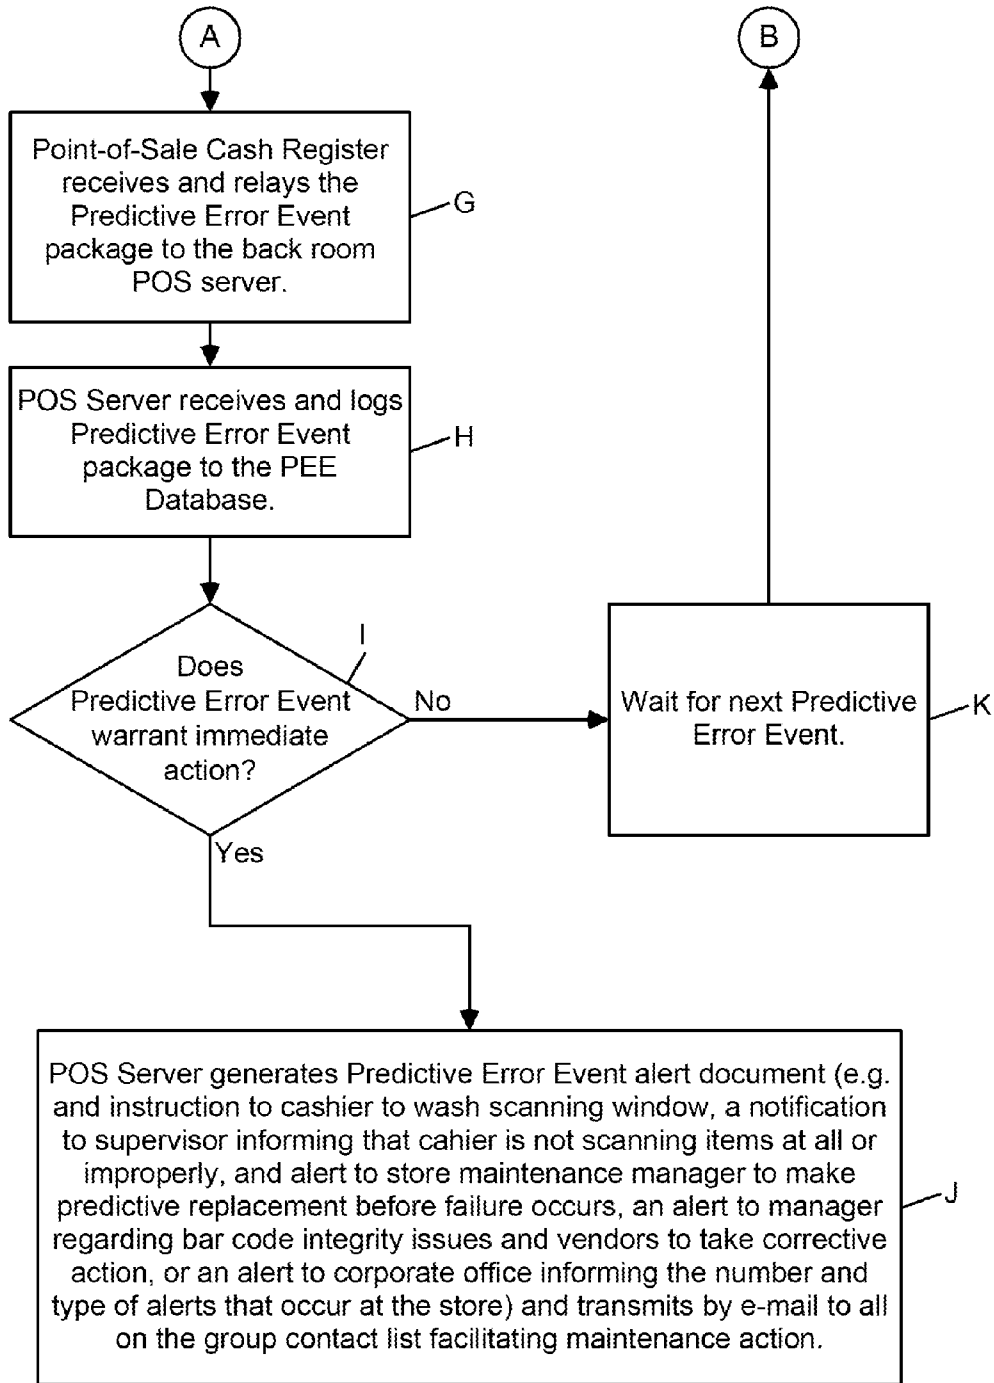 A
B
Point-of-Sale Cash Register
receives and relays the
Predictive Error Event
package to the back room
POS server.
G
POS Server receives and logs
Predictive Error Event
package to the PEE
Database.
H
I
Does
Predictive Error Event
warrant immediate
action?
No
Yes
Wait for next Predictive
Error Event.
K
POS Server generates Predictive Error Event alert document (e.g.
and instruction to cashier to wash scanning window, a notification
to supervisor informing that cahier is not scanning items at all or
improperly, and alert to store maintenance manager to make
predictive replacement before failure occurs, an alert to manager
regarding bar code integrity issues and vendors to take corrective
action, or an alert to corporate office informing the number and
type of alerts that occur at the store) and transmits by e-mail to all
on the group contact list facilitating maintenance action.
J